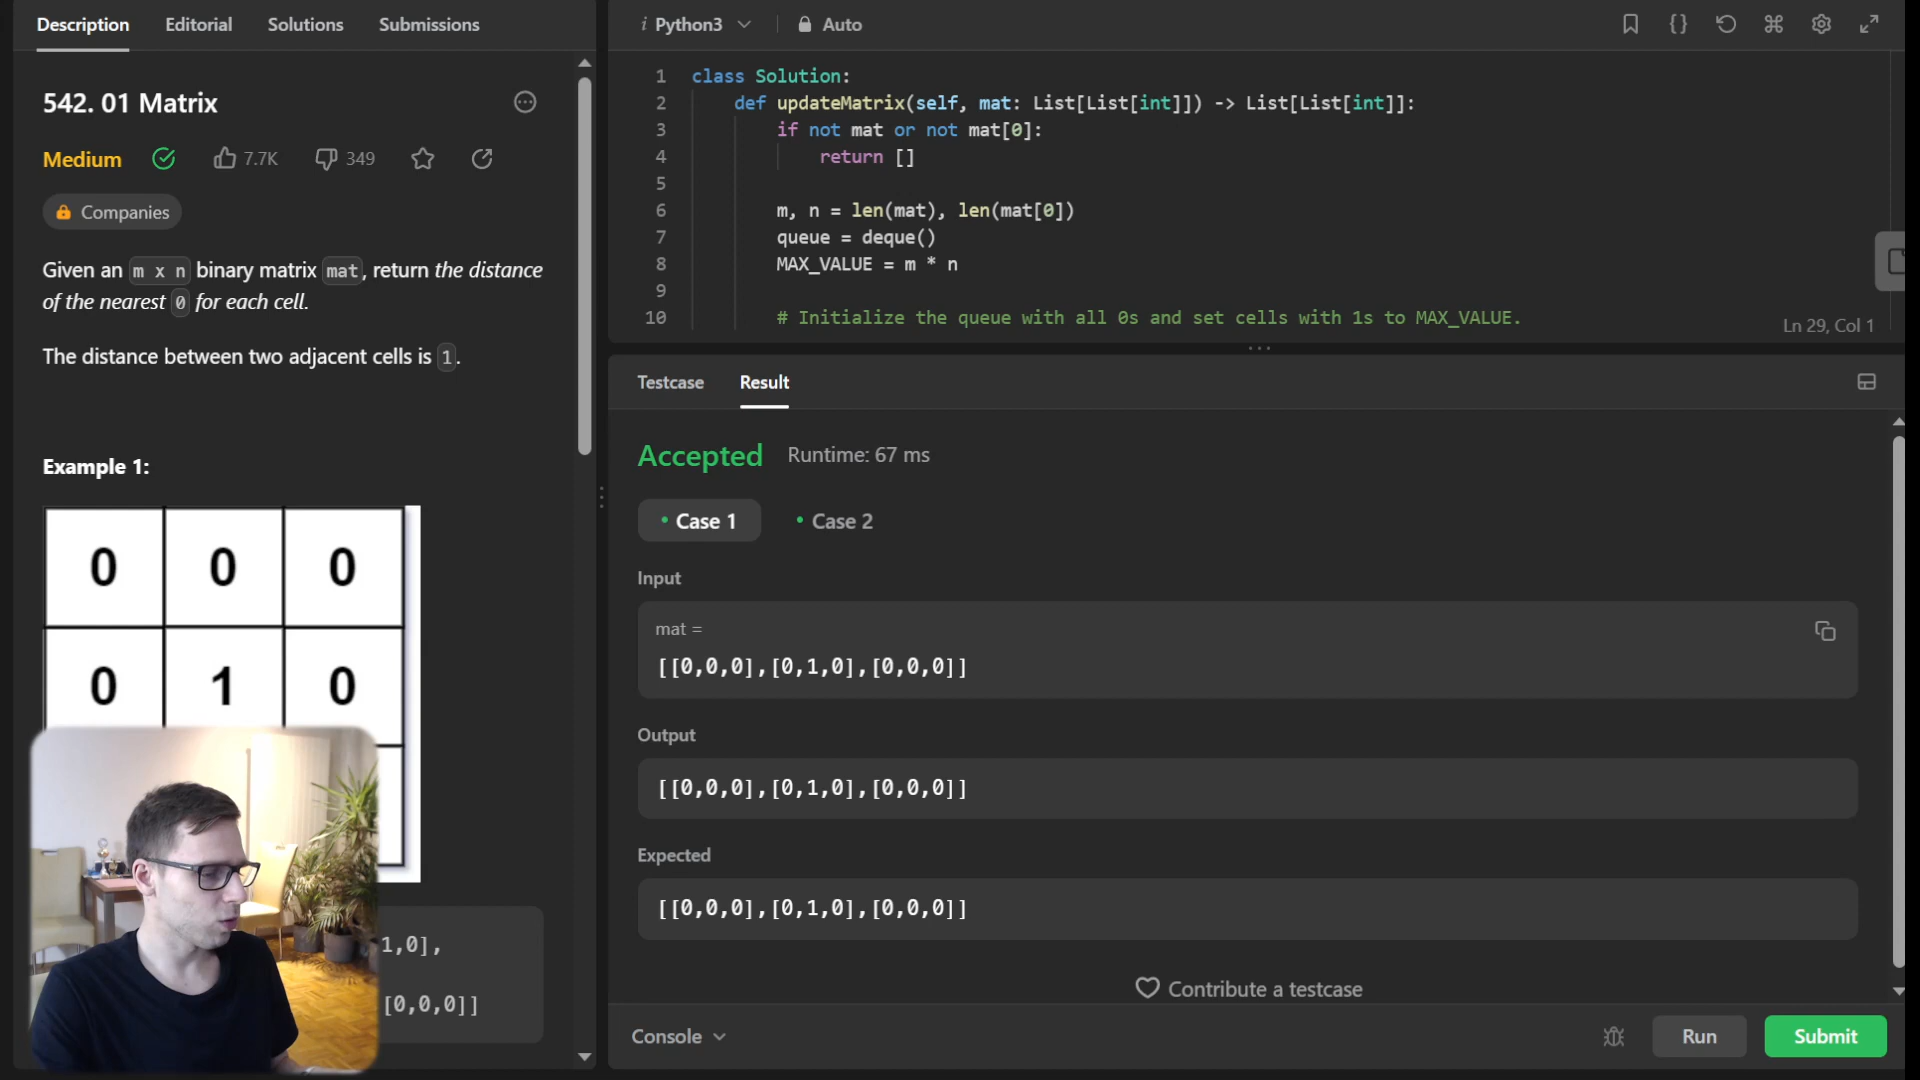 Description Editorial Solutions Submissions
542. 01 Matrix
Medium 7.7K 349
Companies
Given an m x n binary matrix mat, return the distance
of the nearest 0 for each cell.
The distance between two adjacent cells is 1.
Example 1:
0 0 0
0 1 0
1,0],
[0,0,0]]
i Python3 Auto
1 class Solution:
2 def updateMatrix(self, mat: List[List[int]]) -> List[List[int]]:
3 if not mat or not mat[0]:
4 return []
5
6 m, n = len(mat), len(mat[0])
7 queue = deque()
8 MAX_VALUE = m * n
9
10 # Initialize the queue with all 0s and set cells with 1s to MAX_VALUE.
Ln 29, Col 1
Testcase Result
Accepted Runtime: 67 ms
• Case 1 • Case 2
Input
mat =
[[0,0,0],[0,1,0],[0,0,0]]
Output
[[0,0,0],[0,1,0],[0,0,0]]
Expected
[[0,0,0],[0,1,0],[0,0,0]]
Contribute a testcase
Console Run Submit